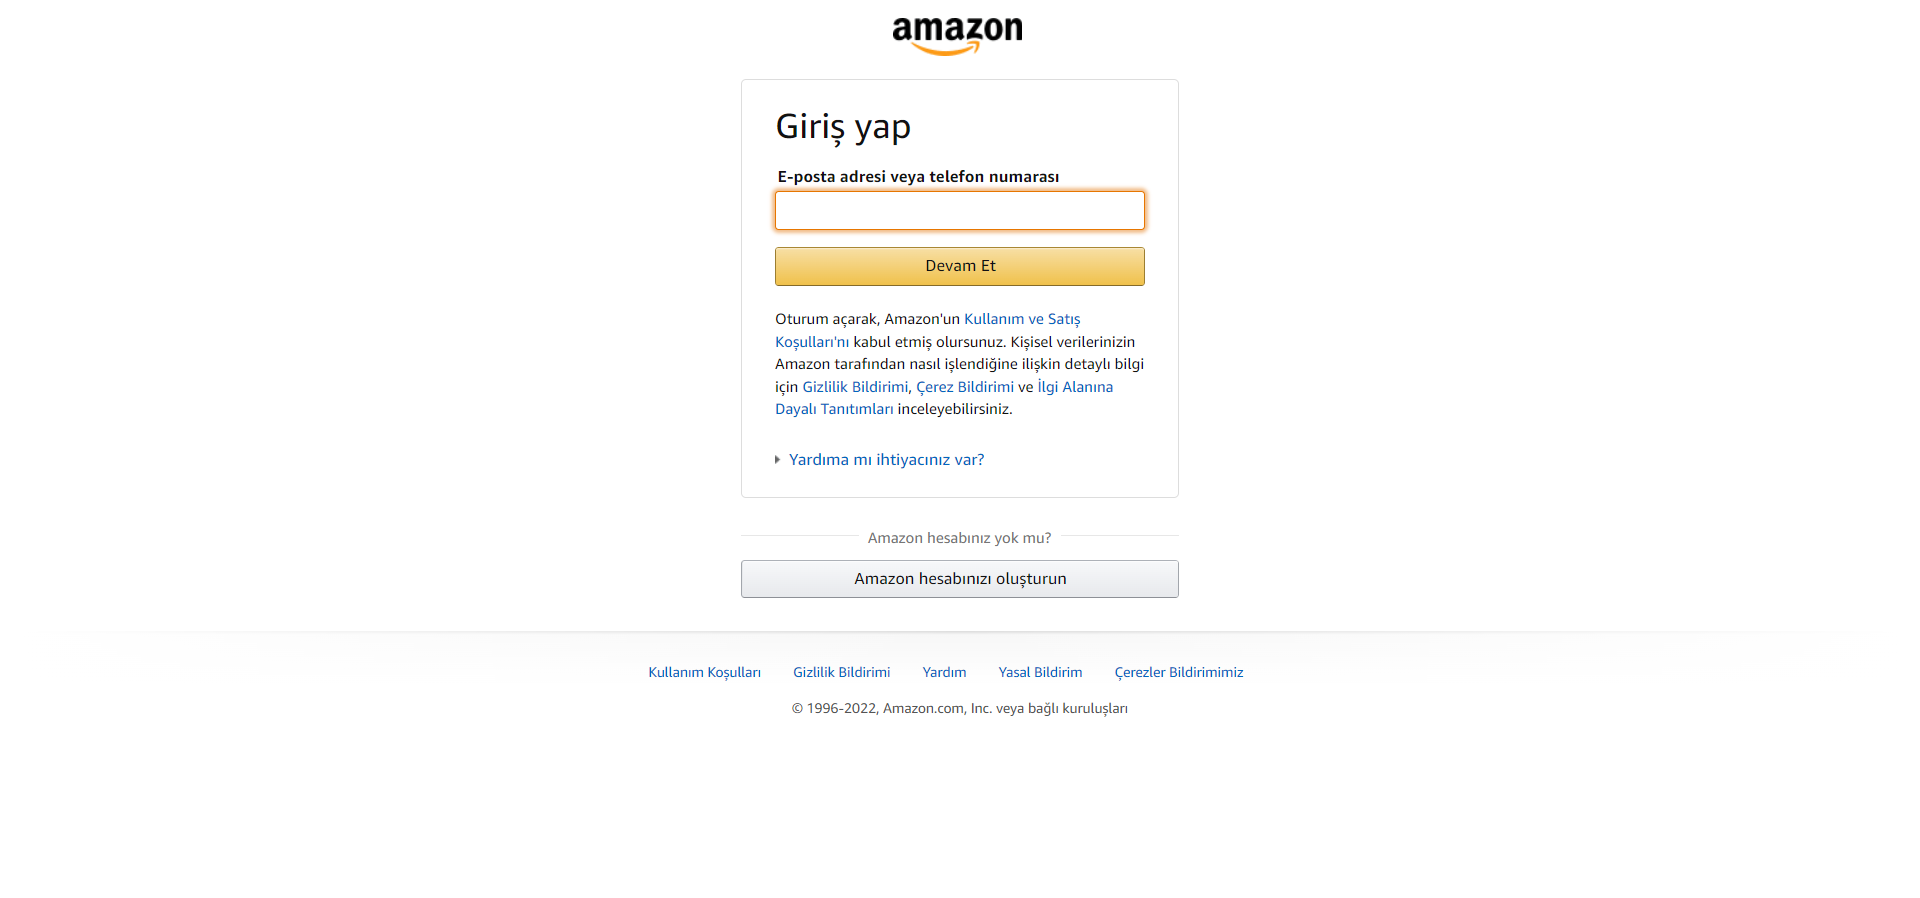 amazon
Giriş yap
E-posta adresi veya telefon numarası
Devam Et
Oturum açarak, Amazon'un Kullanım ve Satış
Koşulları'nı kabul etmiş olursunuz. Kişisel verilerinizin
Amazon tarafından nasıl işlendiğine ilişkin detaylı bilgi
için Gizlilik Bildirimi, Çerez Bildirimi ve İlgi Alanına
Dayalı Tanıtımları inceleyebilirsiniz.
Yardıma mı ihtiyacınız var?
Amazon hesabınız yok mu?
Amazon hesabınızı oluşturun
Kullanım Koşulları Gizlilik Bildirimi Yardım Yasal Bildirim Çerezler Bildirimimiz
© 1996-2022, Amazon.com, Inc. veya bağlı kuruluşları